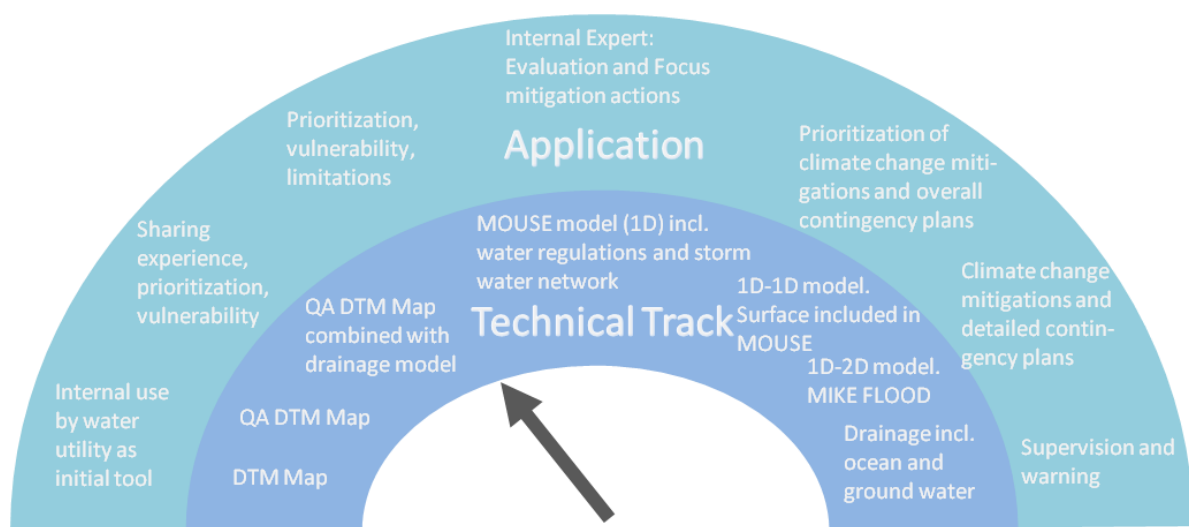 Internal Expert:
Evaluation and Focus
mitigation actions
Prioritization,
vulnerability,
limitations
Application
Prioritization of
climate change miti-
gations and overall
contingency plans
Sharing
experience,
prioritization,
vulnerability
Climate change
mitigations and
detailed contin-
gency plans
Internal use
by water
utility as
initial tool
Supervision and
warning
MOUSE model (1D) incl.
water regulations and storm
water network
Technical Track
QA DTM Map
combined with
drainage model
1D-1D model.
Surface included in
MOUSE
1D-2D model.
MIKE FLOOD
QA DTM Map
DTM Map
Drainage incl.
ocean and
ground water